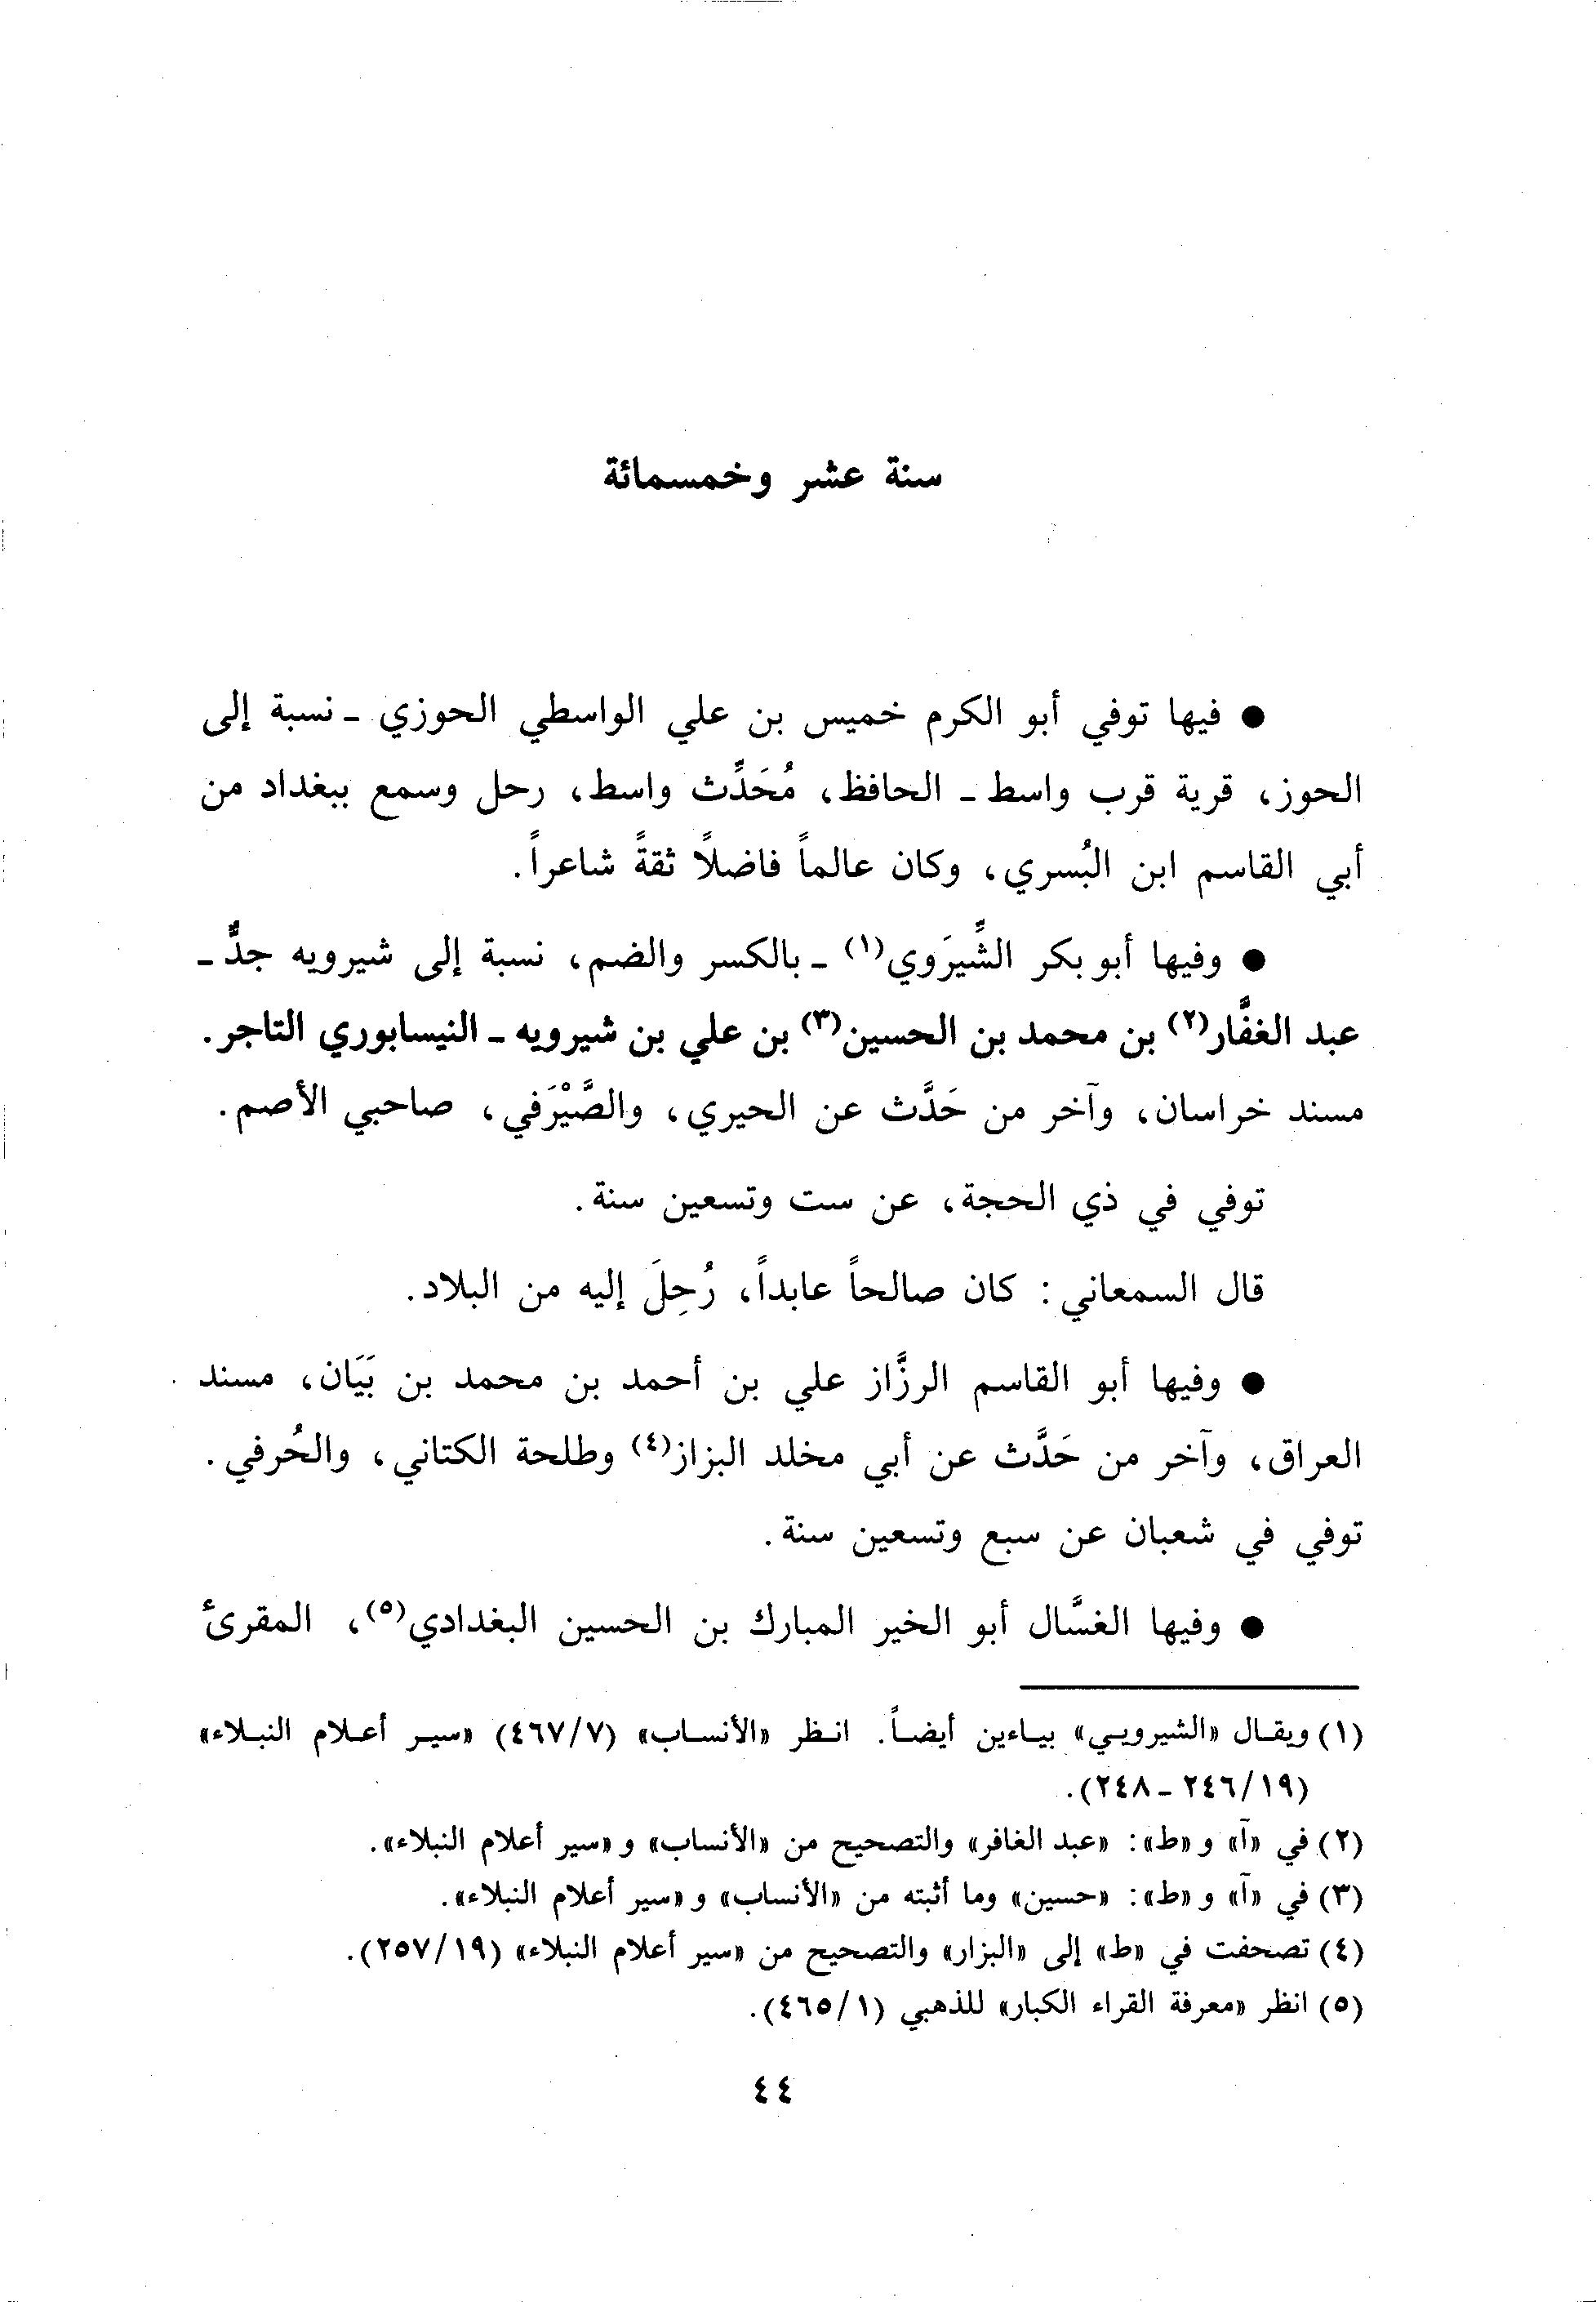 سنة عشر وخمسمائة
● فيها توفي أبو الكرم خميس بن علي الواسطي الحوزي - نسبة إلى
الحوز، قرية قرب واسط - الحافظ، مُحَدِّث واسط، رحل وسمع ببغداد من
أبي القاسم ابن البُسري، وكان عالماً فاضلاً ثقةً شاعراً.
● وفيها أبو بكر الشِّيرَوي(١) - بالكسر والضم، نسبة إلى شيرويه جدٌّ -
عبد الغفَّار(٢) بن محمد بن الحسين(٣) بن علي بن شيرويه - النيسابوري التاجر.
مسند خراسان، وآخر من حَدَّث عن الحيري، والصَّيْرَفي، صاحبي الأصم.
توفي في ذي الحجة، عن ست وتسعين سنة.
قال السمعاني: كان صالحاً عابداً، رُحِلَ إليه من البلاد.
● وفيها أبو القاسم الرزَّاز علي بن أحمد بن محمد بن بَيَان، مسند
العراق، وآخر من حَدَّث عن أبي مخلد البزاز(٤) وطلحة الكتاني، والحُرفي.
توفي في شعبان عن سبع وتسعين سنة.
● وفيها الغسَّال أبو الخير المبارك بن الحسين البغدادي(٥)، المقرئ
(١) ويقال «الشيرويي» بياءين أيضاً. انظر «الأنساب» (٤٦٧/٧) «سير أعلام النبلاء»
(٢٤٦/١٩ - ٢٤٨).
(٢) في «آ» و «ط»: «عبد الغافر» والتصحيح من «الأنساب» و «سير أعلام النبلاء».
(٣) في «آ» و «ط»: «حسين» وما أثبته من «الأنساب» و «سير أعلام النبلاء».
(٤) تصحفت في «ط» إلى «البزار» والتصحيح من «سير أعلام النبلاء» (٢٥٧/١٩).
(٥) انظر «معرفة القراء الكبار» للذهبي (٤٦٥/١).
٤٤